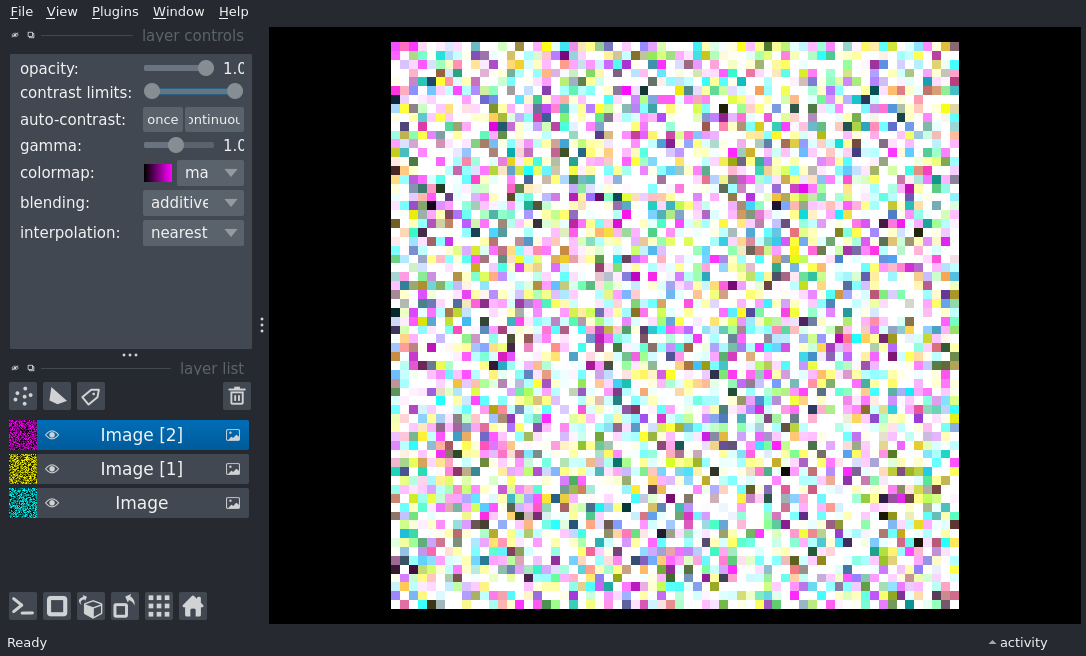 File View Plugins Window Help
layer controls
opacity: 1.0
contrast limits:
auto-contrast: once ontinuou
gamma: 1.0
colormap: ma
blending: additive
interpolation: nearest
layer list
Image [2]
Image [1]
Image
Ready
activity